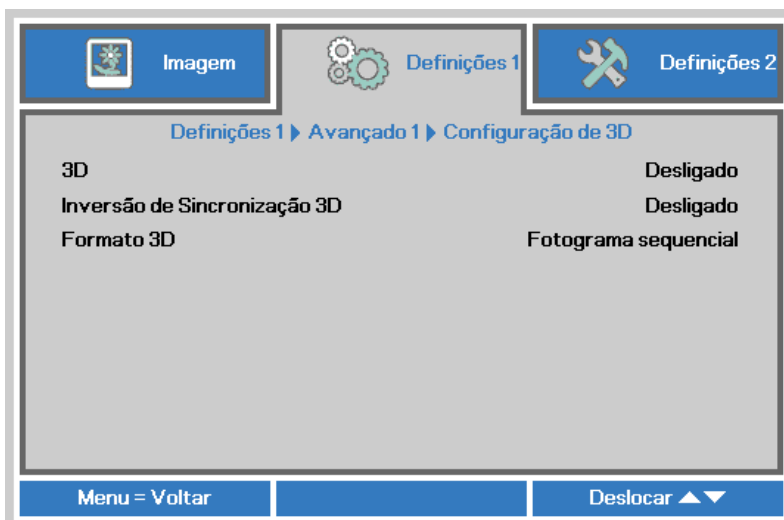 Imagem Definições 1 Definições 2
Definições 1 Avançado 1 Configuração de 3D
3D Desligado
Inversão de Sincronização 3D Desligado
Formato 3D Fotograma sequencial
Menu = Voltar Deslocar